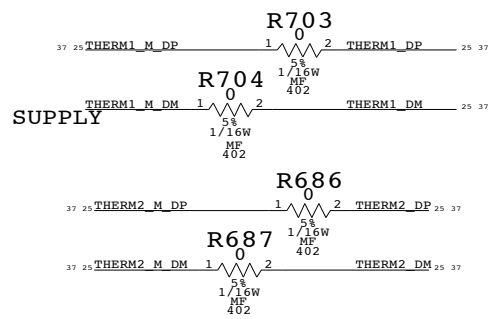 R703
0
37 25 THERM1_M_DP 1 2 THERM1_DP 25 37
5%
1/16W
MF
402
R704
0
THERM1_M_DM 1 2 THERM1_DM 25 37
SUPPLY
5%
1/16W
MF
402
R686
0
37 25 THERM2_M_DP 1 2 THERM2_DP 25 37
5%
1/16W
MF
402
R687
0
37 25 THERM2_M_DM 1 2 THERM2_DM 25 37
5%
1/16W
MF
402